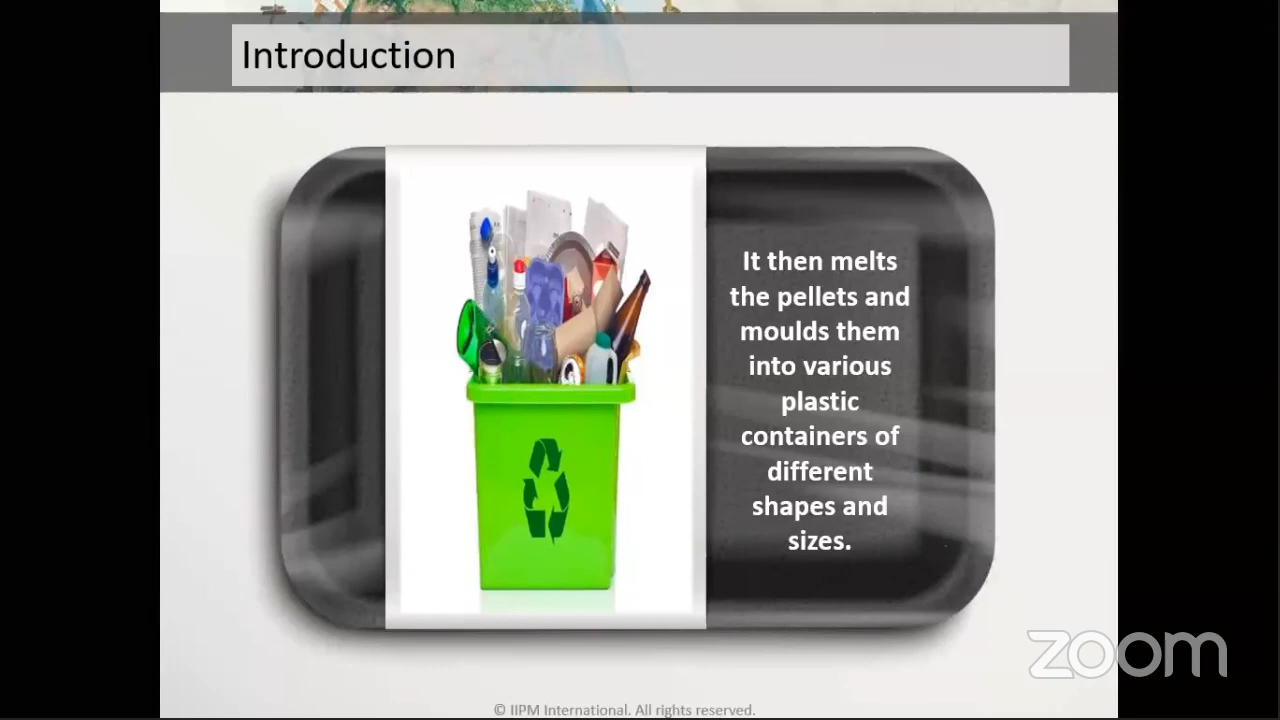 Introduction
It then melts
the pellets and
moulds them
into various
plastic
containers of
different
shapes and
sizes.
zoom
© IIPM International. All rights reserved.